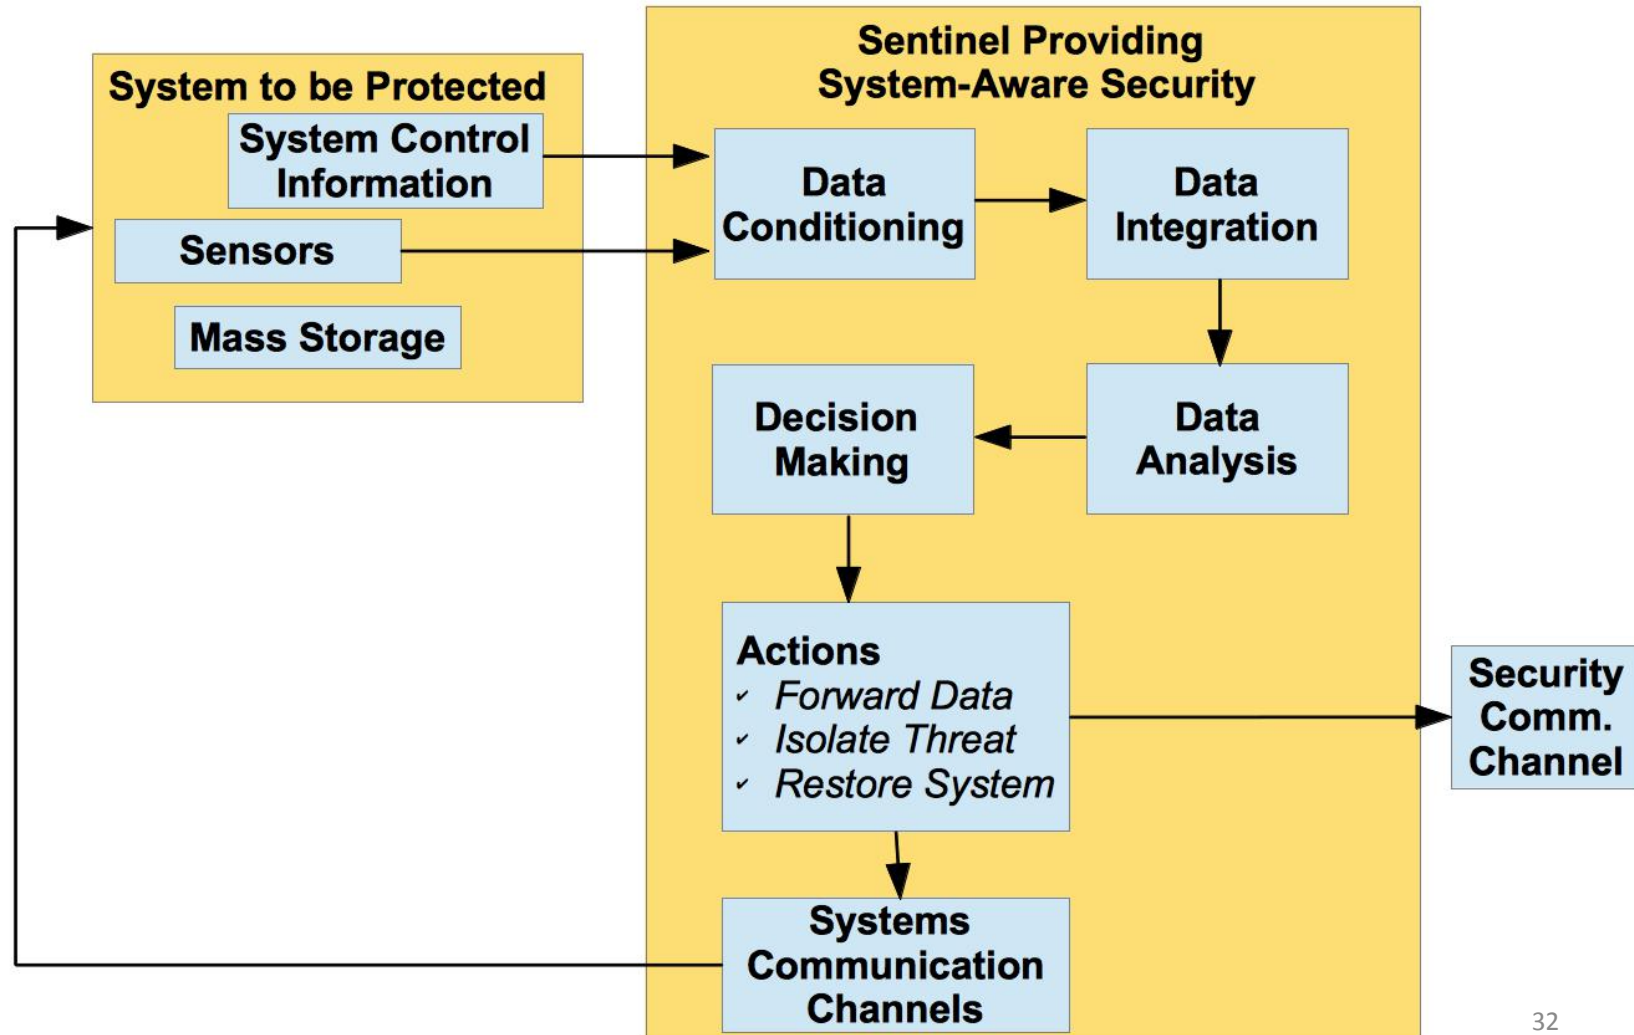 System to be Protected
System Control
Information
Sensors
Mass Storage
Sentinel Providing
System-Aware Security
Data
Conditioning
Data
Integration
Decision
Making
Data
Analysis
Actions
✔ Forward Data
✔ Isolate Threat
✔ Restore System
Security
Comm.
Channel
Systems
Communication
Channels
32